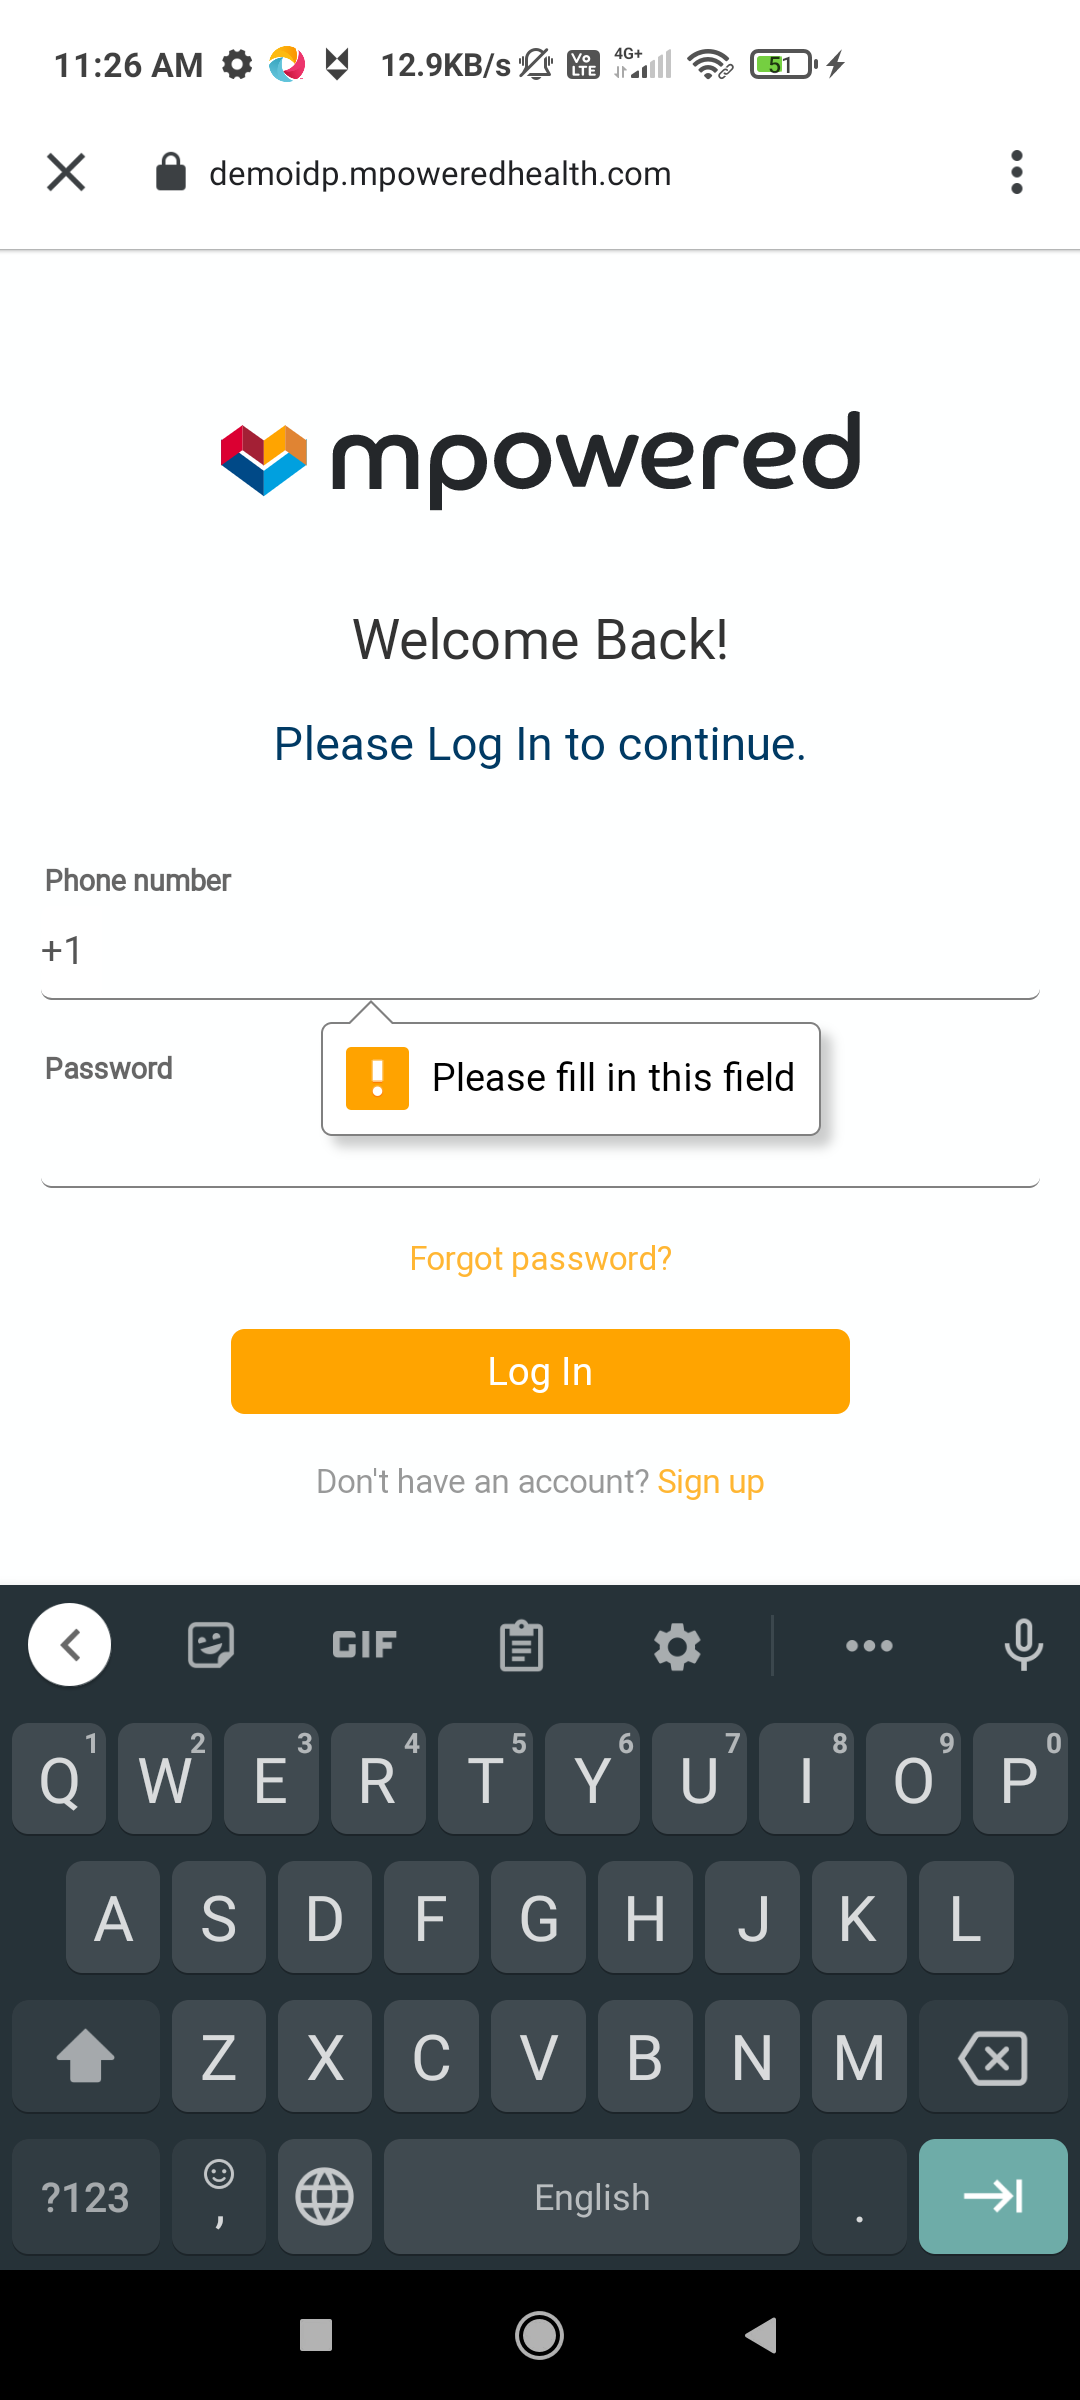 11:26 AM 12.9KB/s Vo LTE 4G+ 51
demoidp.mpoweredhealth.com
mpowered
Welcome Back!
Please Log In to continue.
Phone number
+1
Please fill in this field
Password
Forgot password?
Log In
Don't have an account? Sign up
GIF
Q 1 W 2 E 3 R 4 T 5 Y 6 U 7 I 8 O 9 P 0
A S D F G H J K L
Z X C V B N M
?123 , English .